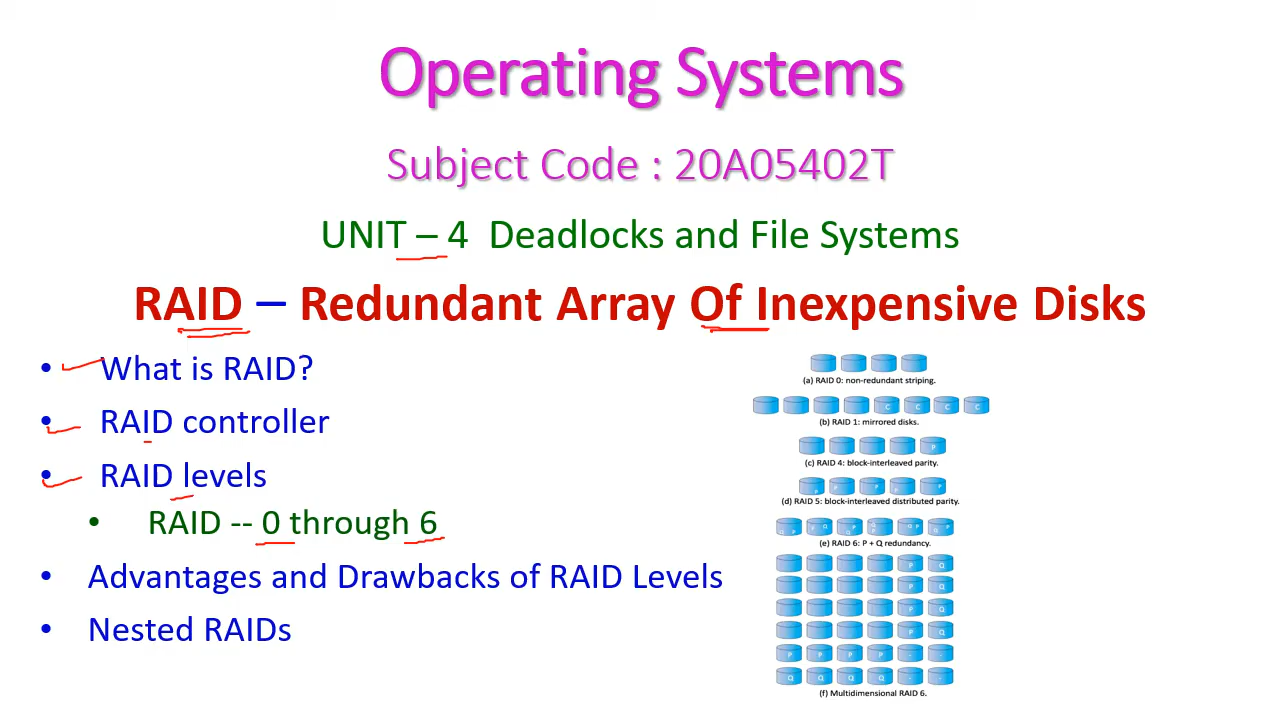 Operating Systems
Subject Code : 20A05402T
UNIT – 4 Deadlocks and File Systems
RAID – Redundant Array Of Inexpensive Disks
• What is RAID?
• RAID controller
• RAID levels
• RAID -- 0 through 6
• Advantages and Drawbacks of RAID Levels
• Nested RAIDs
(a) RAID 0: non-redundant striping.
C C C C
(b) RAID 1: mirrored disks.
P
(c) RAID 4: block-interleaved parity.
P P P P P
(d) RAID 5: block-interleaved distributed parity.
(e) RAID 6: P + Q redundancy.
P Q
P Q
P Q
P Q
P P P P - -
Q Q Q Q - -
(f) Multidimensional RAID 6.